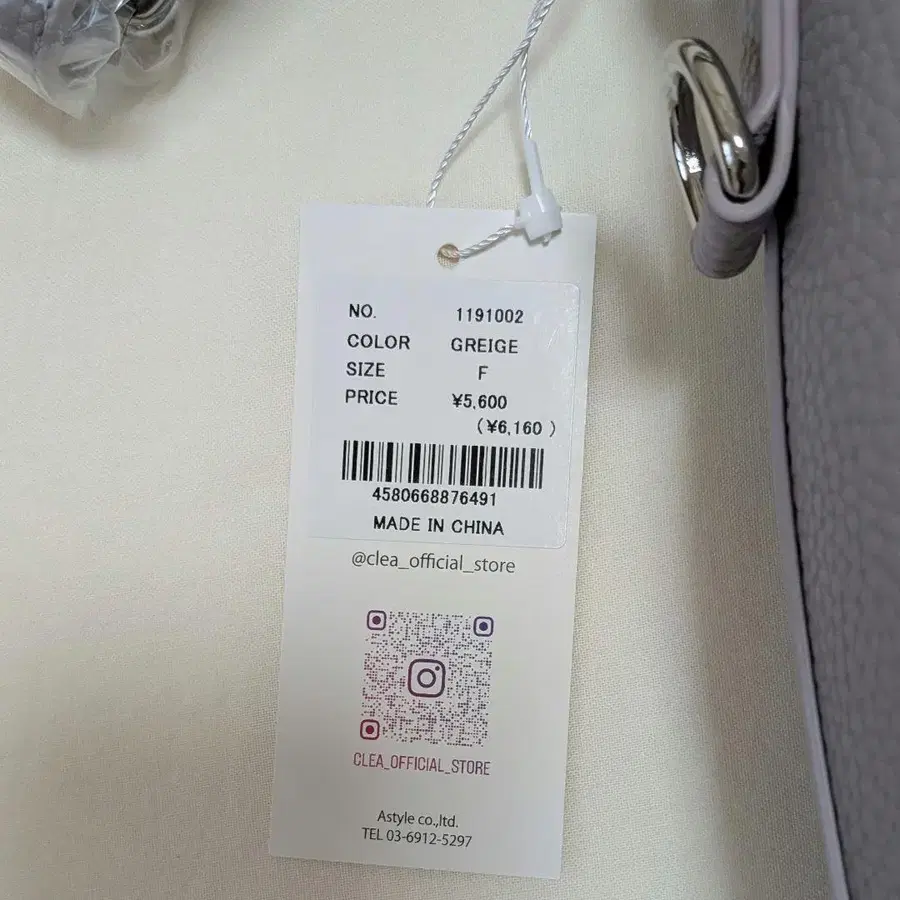 NO. 1191002
COLOR GREIGE
SIZE F
PRICE ¥5,600
(¥6,160 )
4580668876491
MADE IN CHINA
@clea_official_store
CLEA_OFFICIAL_STORE
Astyle co.,ltd.
TEL 03-6912-5297